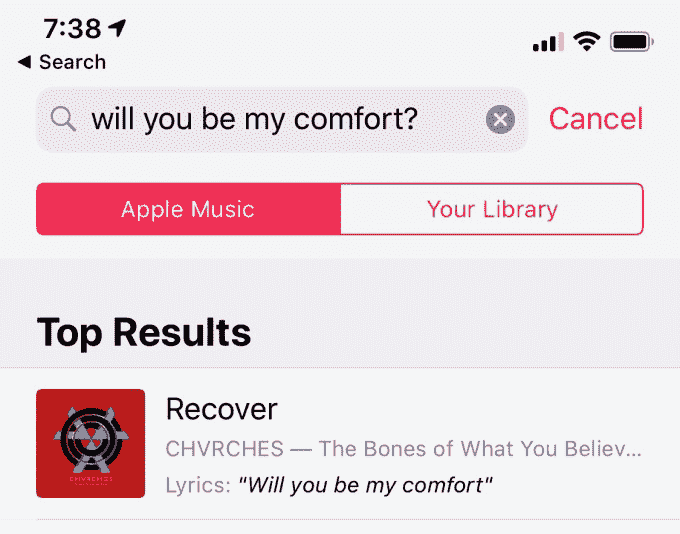 7:38
Search
will you be my comfort?
Cancel
Apple Music
Your Library
Top Results
Recover
CHVRCHES — The Bones of What You Believ...
Lyrics: "Will you be my comfort"
CHVRCHES